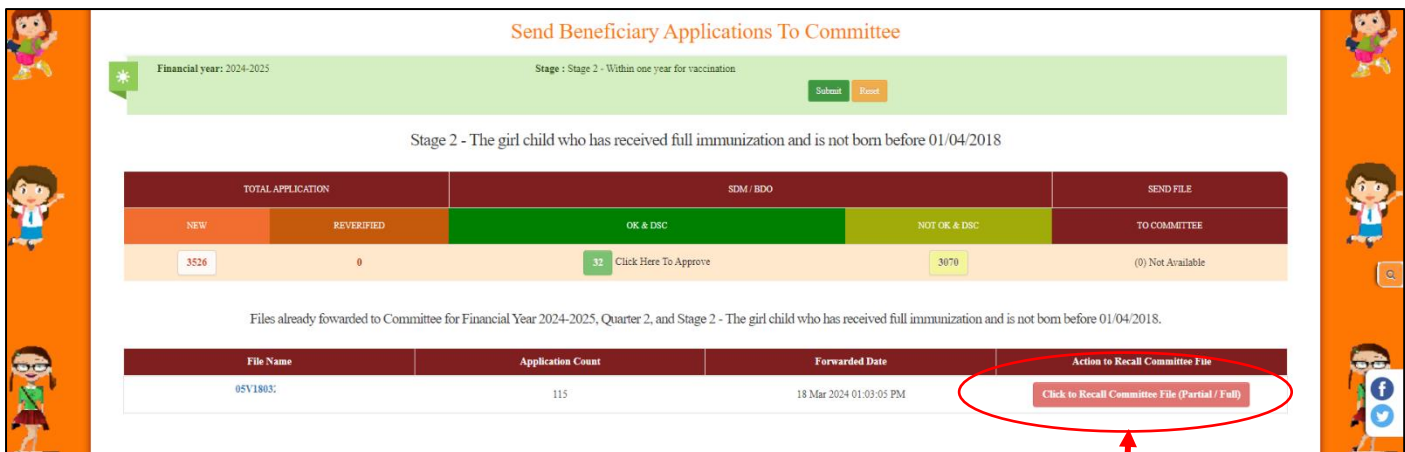 Send Beneficiary Applications To Committee
Financial year: 2024-2025 Stage : Stage 2 - Within one year for vaccination
Submit Reset
Stage 2 - The girl child who has received full immunization and is not born before 01/04/2018
TOTAL APPLICATION SDM / BDO SEND FILE
NEW REVERIFIED OK & DSC NOT OK & DSC TO COMMITTEE
3526 0 32 Click Here To Approve 3070 (0) Not Available
Files already fowarded to Committee for Financial Year 2024-2025, Quarter 2, and Stage 2 - The girl child who has received full immunization and is not born before 01/04/2018.
File Name Application Count Forwarded Date Action to Recall Committee File
05V1803 115 18 Mar 2024 01:03:05 PM Click to Recall Committee File (Partial / Full)